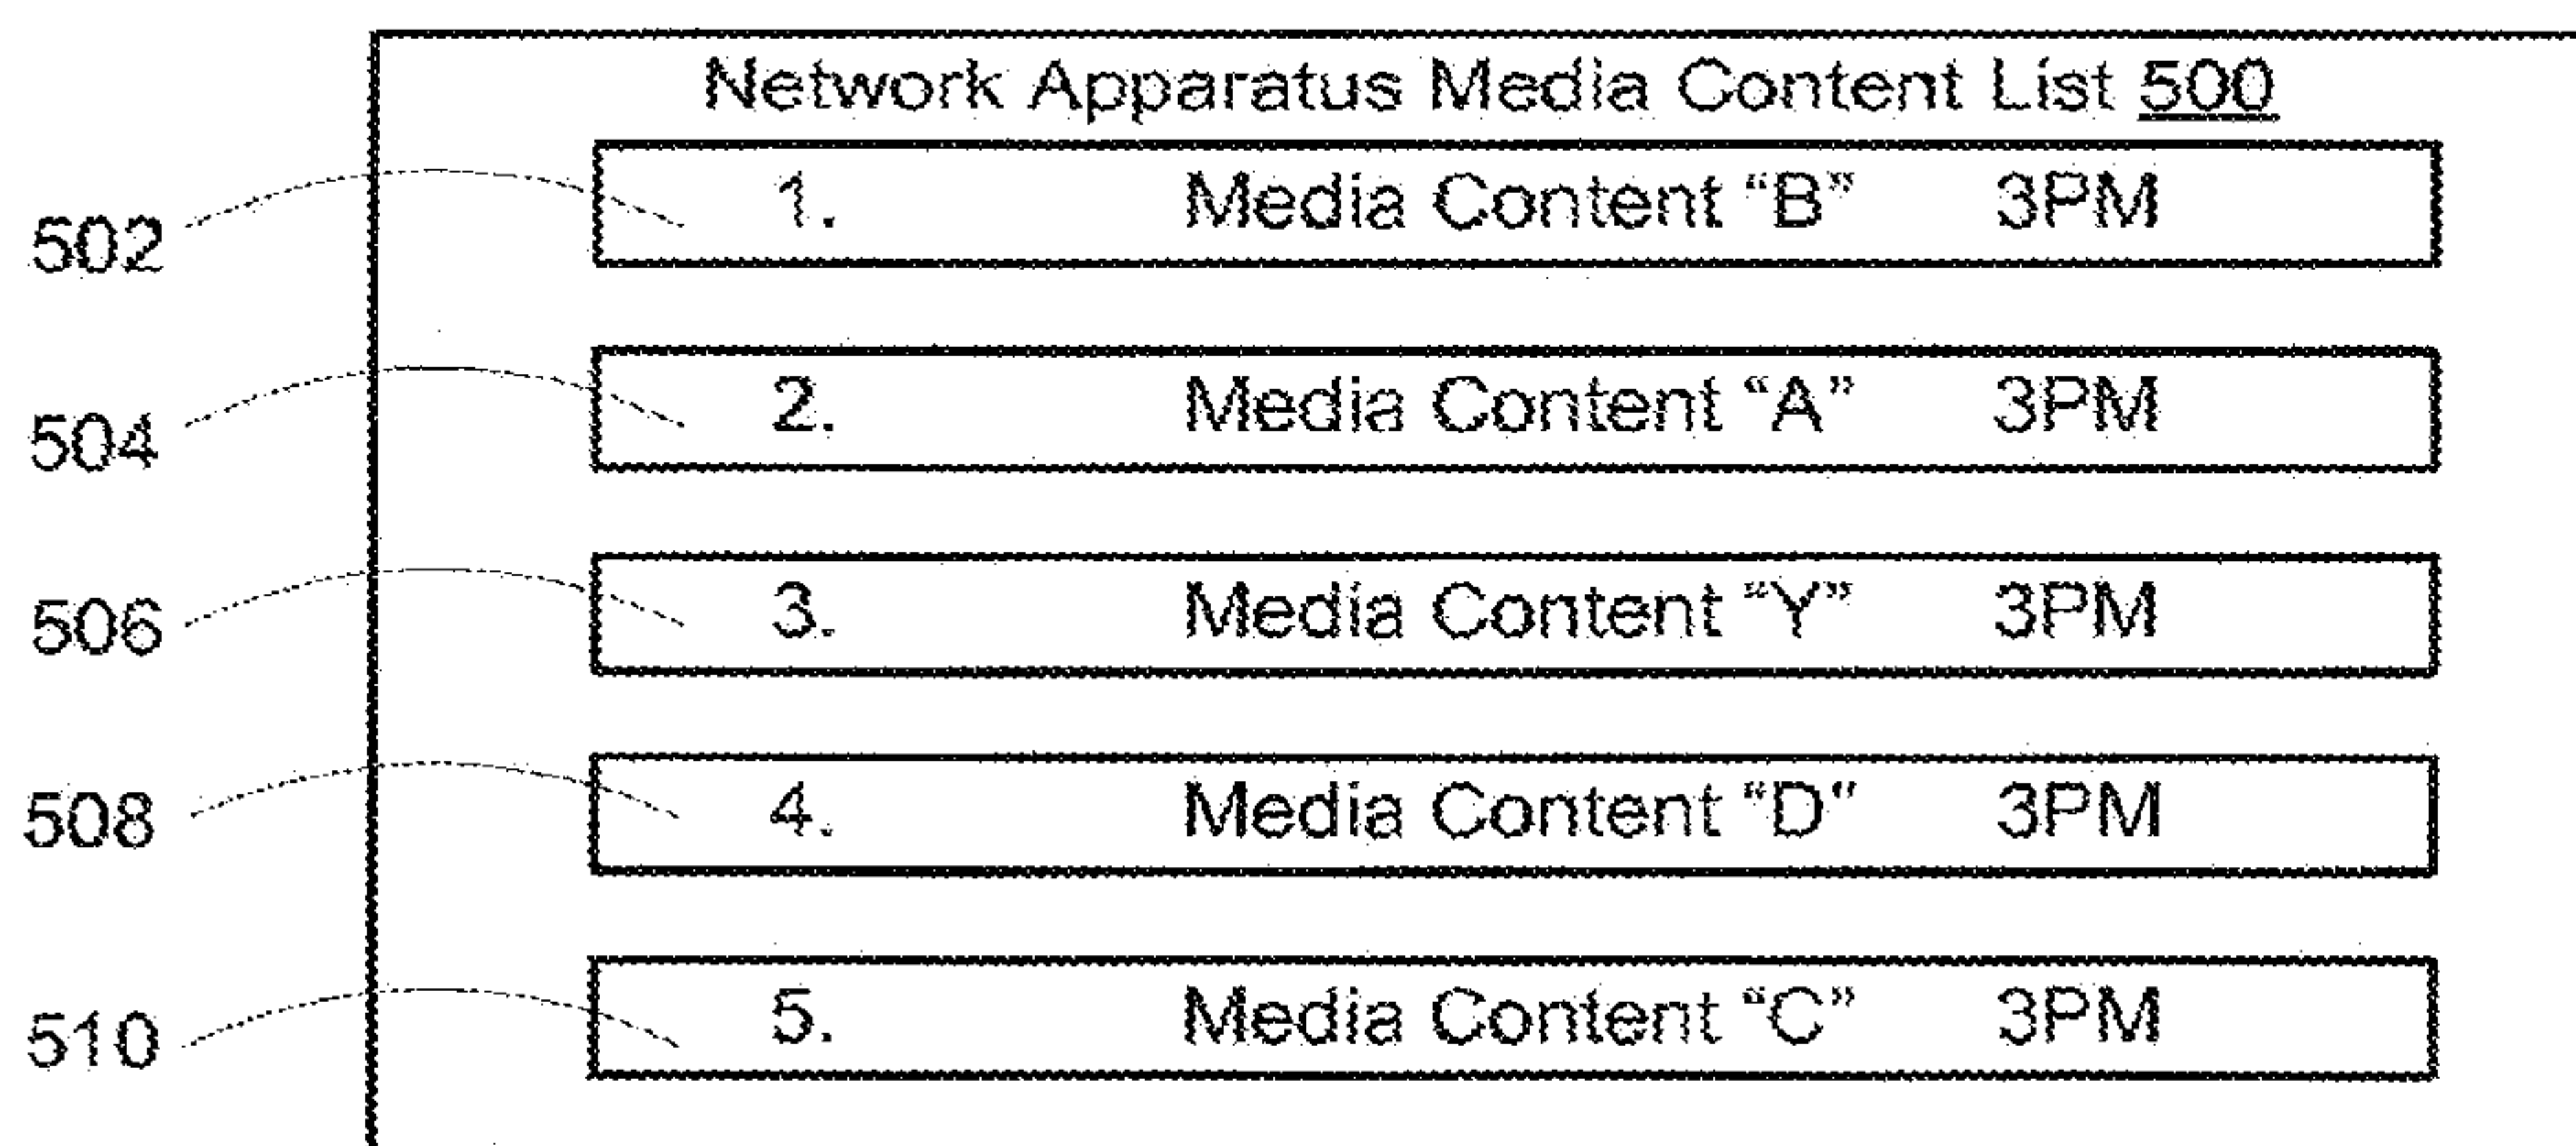 Network Apparatus Media Content List 500
502 1. Media Content “B” 3PM
504 2. Media Content “A” 3PM
506 3. Media Content “Y” 3PM
508 4. Media Content “D” 3PM
510 5. Media Content “C” 3PM